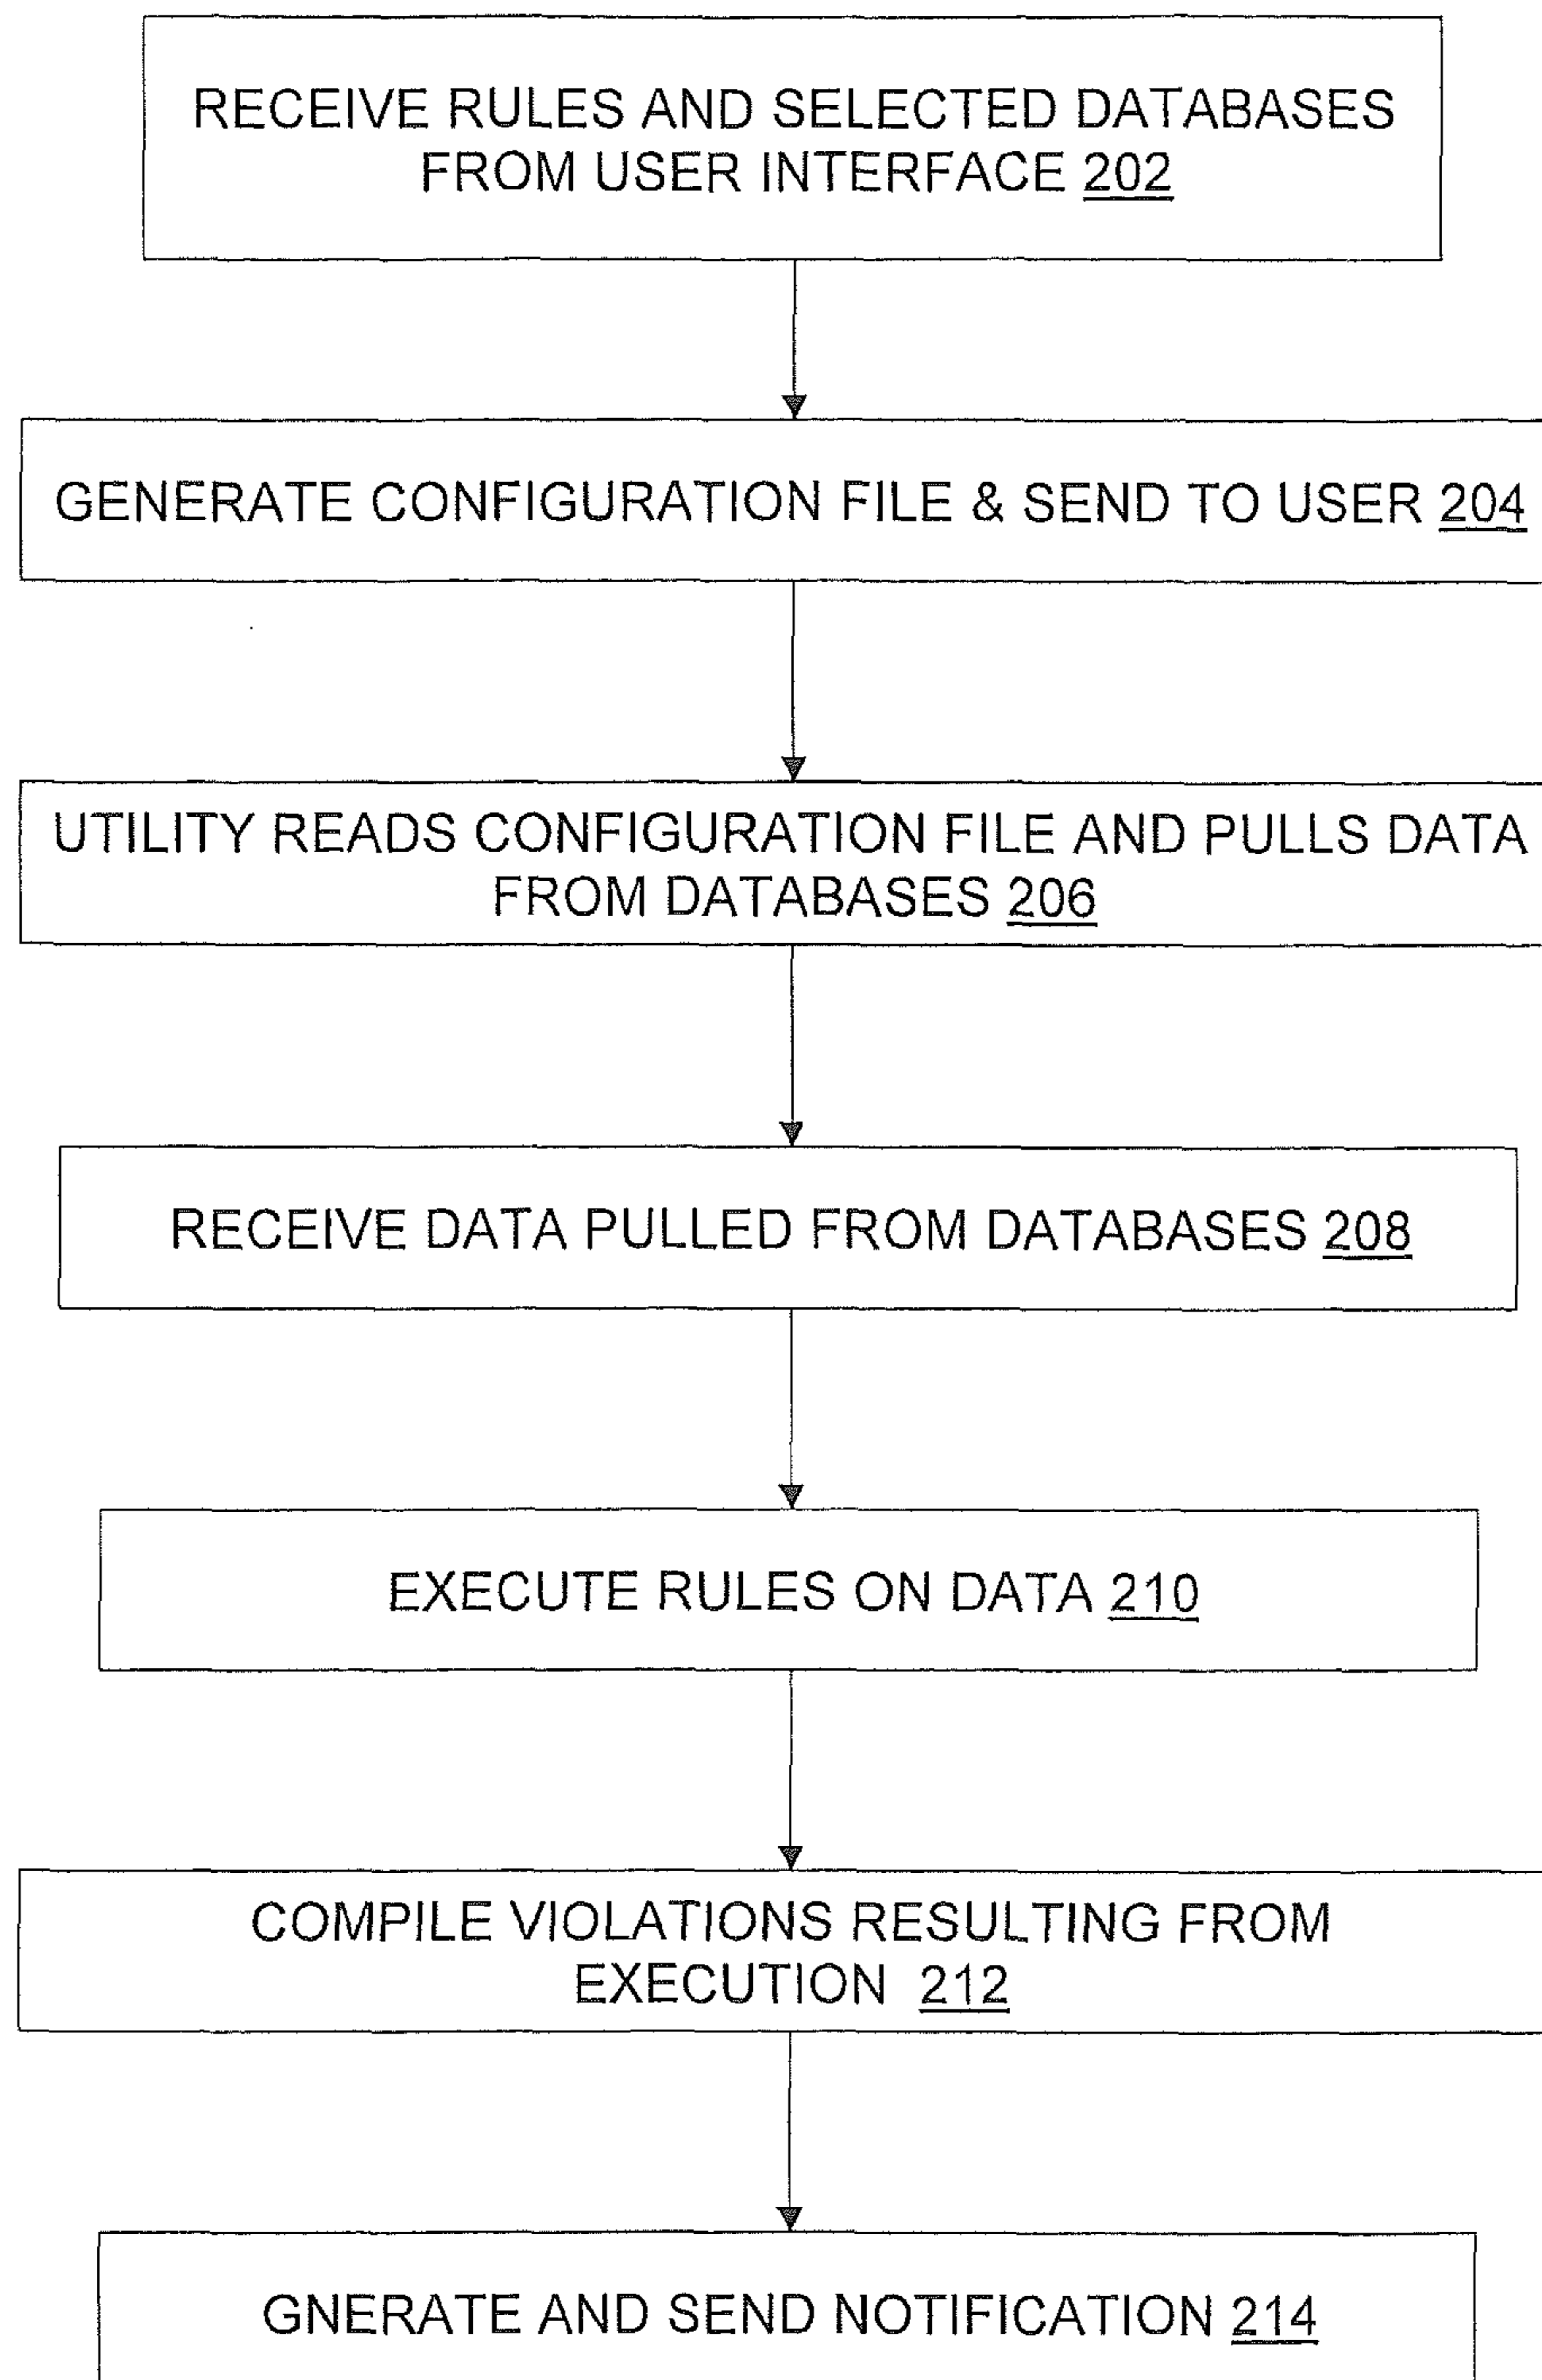 RECEIVE RULES AND SELECTED DATABASES
FROM USER INTERFACE 202
GENERATE CONFIGURATION FILE & SEND TO USER 204
UTILITY READS CONFIGURATION FILE AND PULLS DATA
FROM DATABASES 206
RECEIVE DATA PULLED FROM DATABASES 208
EXECUTE RULES ON DATA 210
COMPILE VIOLATIONS RESULTING FROM
EXECUTION 212
GNERATE AND SEND NOTIFICATION 214